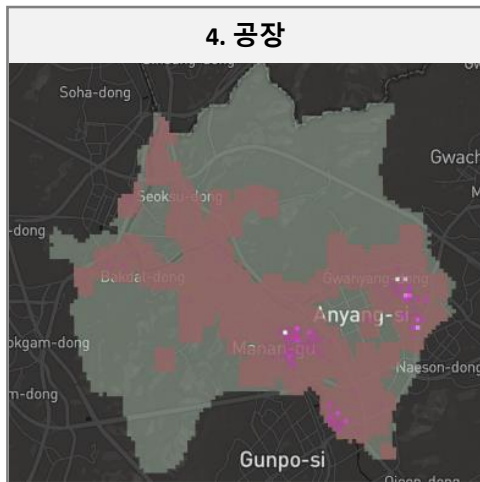 4. 공장
Soha-dong
Gwach
Seoksu-dong
-dong
Bakdal-dong
Gwanyang-dong
Anyang-si
Manan-gu
okgam-dong
Naeson-dong
m-dong
Gunpo-si